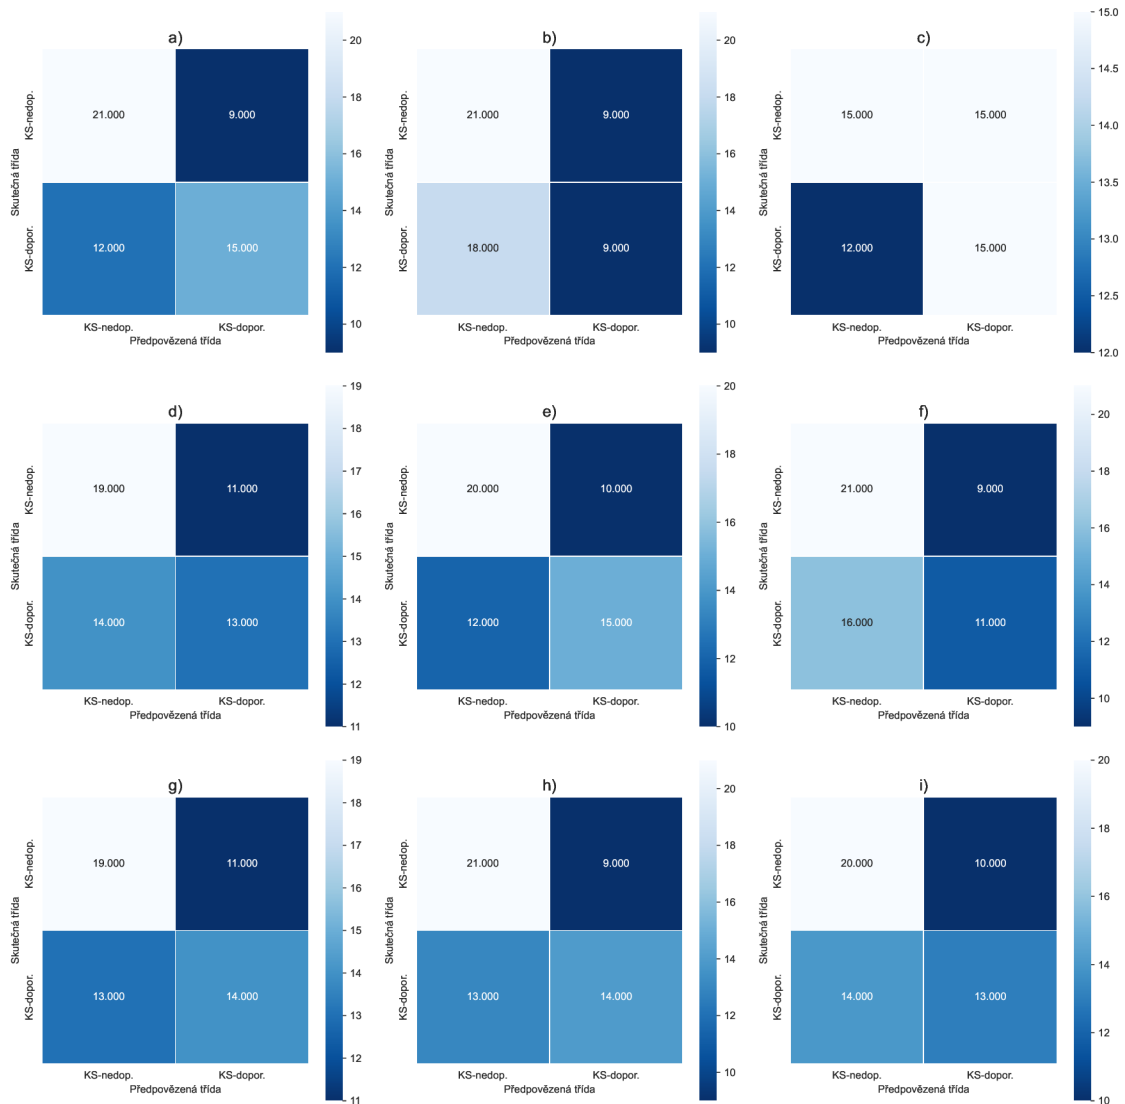 a)
KS-nedop.
KS-dopor.
Skutečná třída
21.000
9.000
12.000
15.000
KS-nedop.
KS-dopor.
Předpovězená třída
20
18
16
14
12
10
b)
KS-nedop.
KS-dopor.
Skutečná třída
21.000
9.000
18.000
9.000
KS-nedop.
KS-dopor.
Předpovězená třída
20
18
16
14
12
10
c)
KS-nedop.
KS-dopor.
Skutečná třída
15.000
15.000
12.000
15.000
KS-nedop.
KS-dopor.
Předpovězená třída
15.0
14.5
14.0
13.5
13.0
12.5
12.0
d)
KS-nedop.
KS-dopor.
Skutečná třída
19.000
11.000
14.000
13.000
KS-nedop.
KS-dopor.
Předpovězená třída
19
18
17
16
15
14
13
12
11
e)
KS-nedop.
KS-dopor.
Skutečná třída
20.000
10.000
12.000
15.000
KS-nedop.
KS-dopor.
Předpovězená třída
20
18
16
14
12
10
f)
KS-nedop.
KS-dopor.
Skutečná třída
21.000
9.000
16.000
11.000
KS-nedop.
KS-dopor.
Předpovězená třída
20
18
16
14
12
10
g)
KS-nedop.
KS-dopor.
Skutečná třída
19.000
11.000
13.000
14.000
KS-nedop.
KS-dopor.
Předpovězená třída
19
18
17
16
15
14
13
12
11
h)
KS-nedop.
KS-dopor.
Skutečná třída
21.000
9.000
13.000
14.000
KS-nedop.
KS-dopor.
Předpovězená třída
20
18
16
14
12
10
i)
KS-nedop.
KS-dopor.
Skutečná třída
20.000
10.000
14.000
13.000
KS-nedop.
KS-dopor.
Předpovězená třída
20
18
16
14
12
10